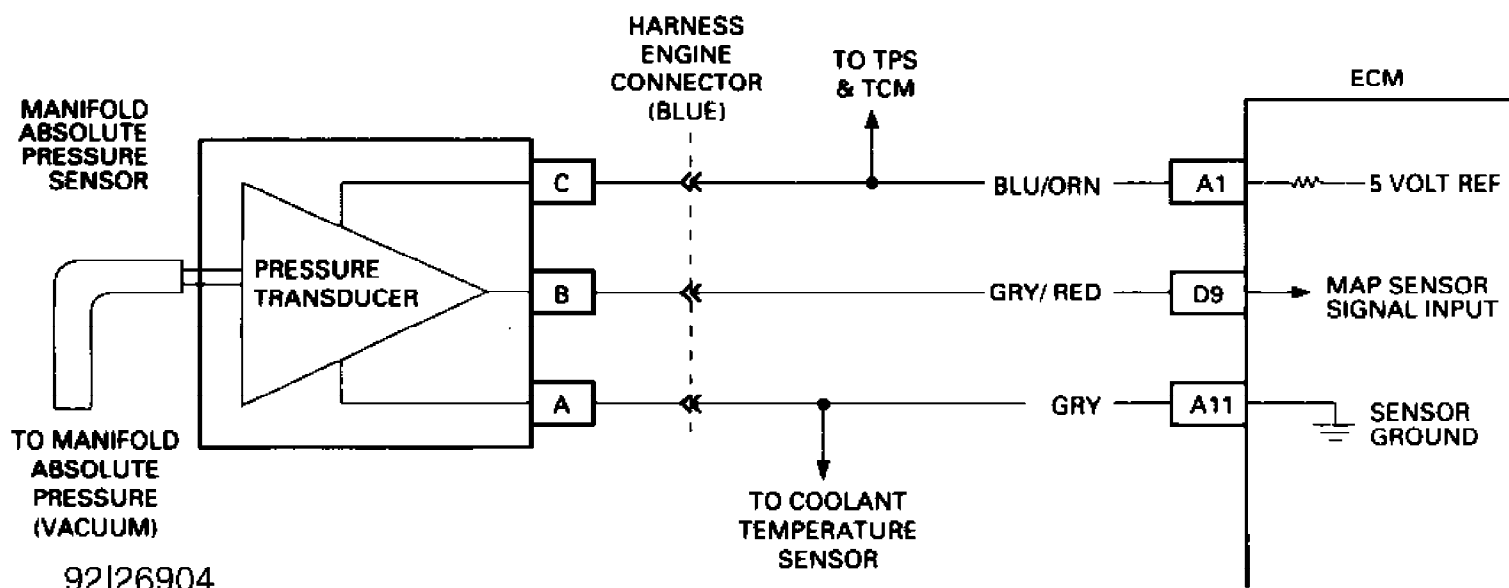 HARNESS
ENGINE
CONNECTOR
(BLUE)
TO TPS
& TCM
ECM
MANIFOLD
ABSOLUTE
PRESSURE
SENSOR
C
BLU/ORN
A1
5 VOLT REF
PRESSURE
TRANSDUCER
B
GRY/RED
D9
MAP SENSOR
SIGNAL INPUT
A
GRY
A11
SENSOR
GROUND
TO MANIFOLD
ABSOLUTE
PRESSURE
(VACUUM)
TO COOLANT
TEMPERATURE
SENSOR
92I26904